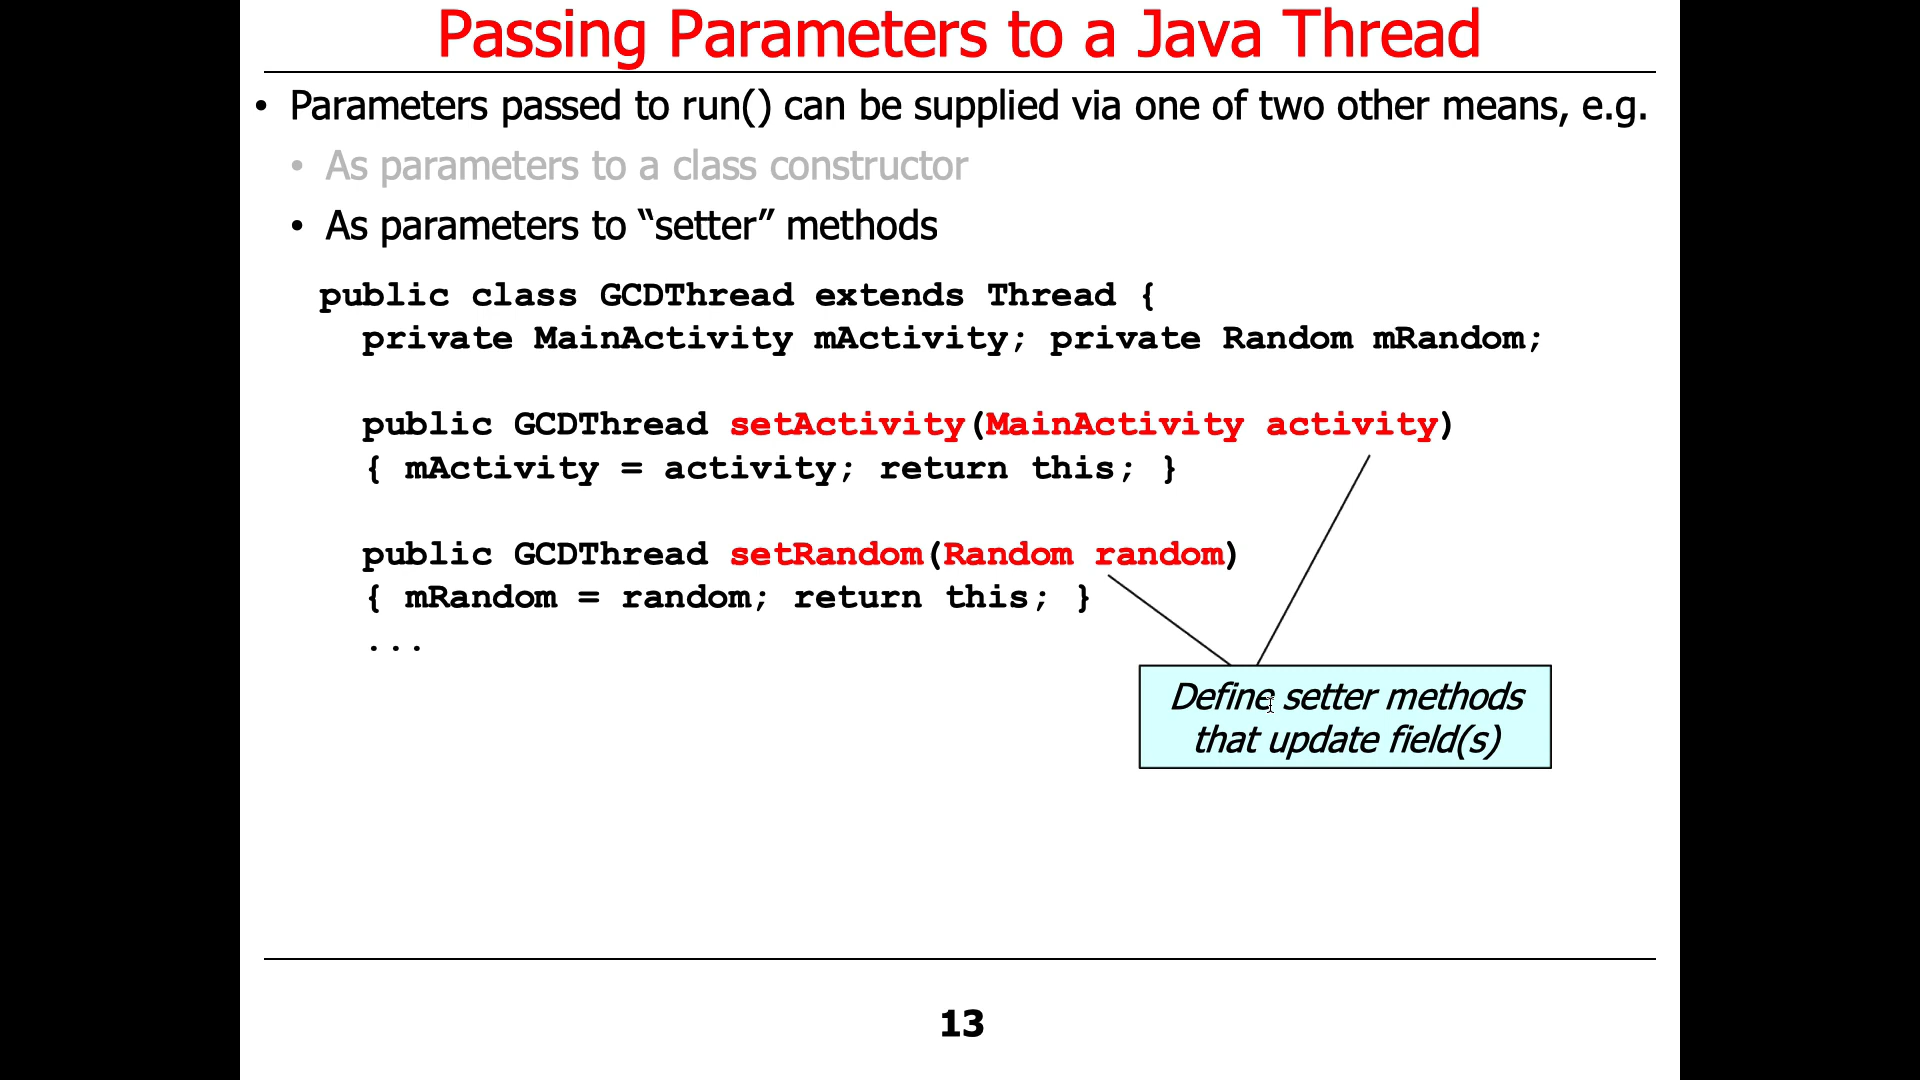 Passing Parameters to a Java Thread
• Parameters passed to run() can be supplied via one of two other means, e.g.
• As parameters to a class constructor
• As parameters to “setter” methods
public class GCDThread extends Thread {
private MainActivity mActivity; private Random mRandom;
public GCDThread setActivity(MainActivity activity)
{ mActivity = activity; return this; }
public GCDThread setRandom(Random random)
{ mRandom = random; return this; }
...
Define setter methods
that update field(s)
13